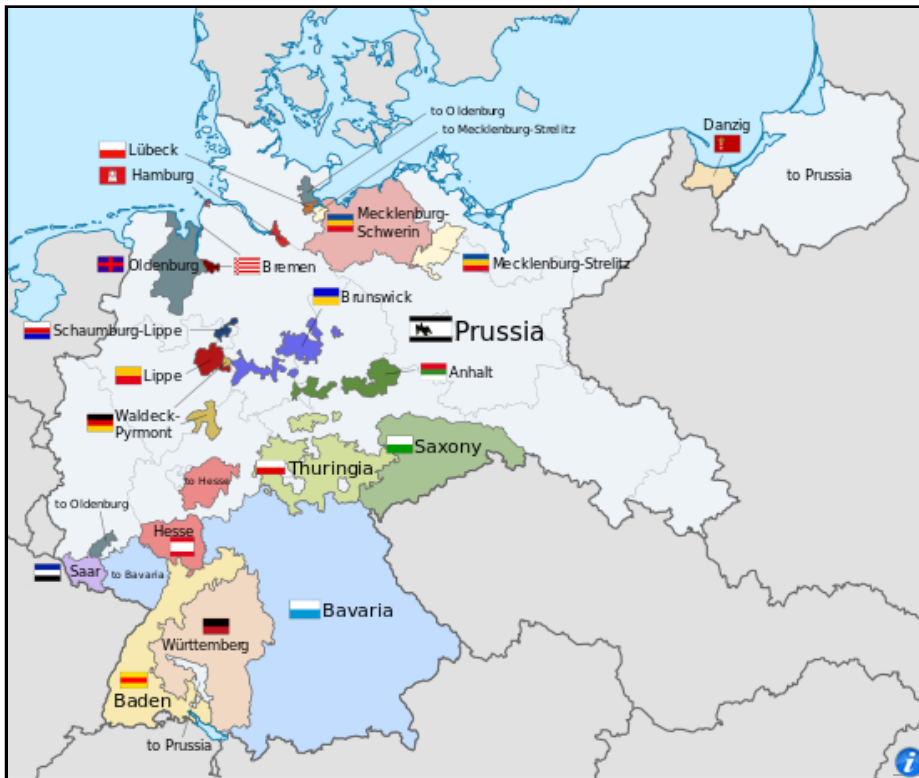 to Oldenburg
Danzig
to Mecklenburg-Strelitz
Lübeck
Hamburg
to Prussia
Mecklenburg-
Schwerin
Oldenburg
Bremen
Mecklenburg-Strelitz
Brunswick
Schaumburg-Lippe
Prussia
Lippe
Anhalt
Waldeck-
Pyrmont
Saxony
Thuringia
to Hesse
to Oldenburg
Hesse
Saar
to Bavaria
Bavaria
Württemberg
Baden
to Prussia
i